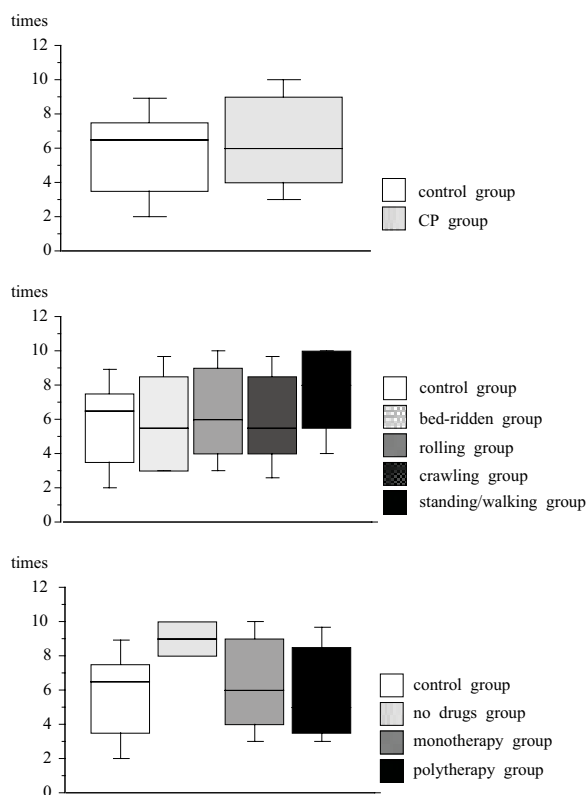 times
12
10
8
6
4
2
0
control group
CP group
times
12
10
8
6
4
2
0
control group
bed-ridden group
rolling group
crawling group
standing/walking group
times
12
10
8
6
4
2
0
control group
no drugs group
monotherapy group
polytherapy group